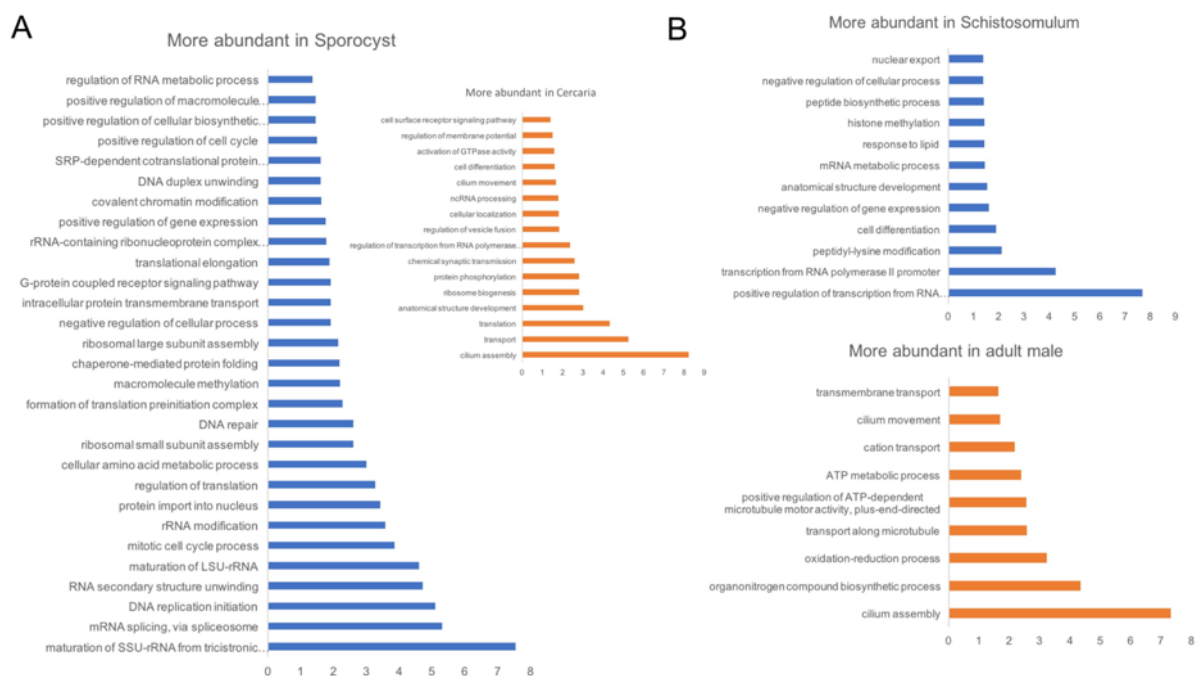 A
More abundant in Sporocyst
regulation of RNA metabolic process
positive regulation of macromolecule...
positive regulation of cellular biosynthetic...
positive regulation of cell cycle
SRP-dependent cotranslational protein...
DNA duplex unwinding
covalent chromatin modification
positive regulation of gene expression
rRNA-containing ribonucleoprotein complex...
translational elongation
G-protein coupled receptor signaling pathway
intracellular protein transmembrane transport
negative regulation of cellular process
ribosomal large subunit assembly
chaperone-mediated protein folding
macromolecule methylation
formation of translation preinitiation complex
DNA repair
ribosomal small subunit assembly
cellular amino acid metabolic process
regulation of translation
protein import into nucleus
rRNA modification
mitotic cell cycle process
maturation of LSU-rRNA
RNA secondary structure unwinding
DNA replication initiation
mRNA splicing, via spliceosome
maturation of SSU-rRNA from tricistronic...
0 1 2 3 4 5 6 7 8
More abundant in Cercaria
cell surface receptor signaling pathway
regulation of membrane potential
activation of GTPase activity
cell differentiation
cilium movement
ncRNA processing
cellular localization
regulation of vesicle fusion
regulation of transcription from RNA polymerase...
chemical synaptic transmission
protein phosphorylation
ribosome biogenesis
anatomical structure development
translation
transport
cilium assembly
0 1 2 3 4 5 6 7 8 9
B
More abundant in Schistosomulum
nuclear export
negative regulation of cellular process
peptide biosynthetic process
histone methylation
response to lipid
mRNA metabolic process
anatomical structure development
negative regulation of gene expression
cell differentiation
peptidyl-lysine modification
transcription from RNA polymerase II promoter
positive regulation of transcription from RNA...
0 1 2 3 4 5 6 7 8 9
More abundant in adult male
transmembrane transport
cilium movement
cation transport
ATP metabolic process
positive regulation of ATP-dependent
microtubule motor activity, plus-end-directed
transport along microtubule
oxidation-reduction process
organonitrogen compound biosynthetic process
cilium assembly
0 1 2 3 4 5 6 7 8